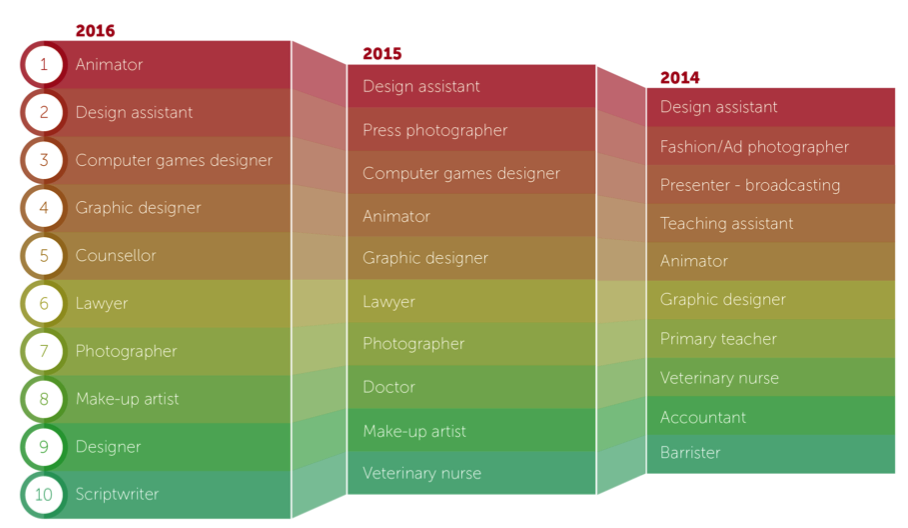 2016
1 Animator
2 Design assistant
3 Computer games designer
4 Graphic designer
5 Counsellor
6 Lawyer
7 Photographer
8 Make-up artist
9 Designer
10 Scriptwriter
2015
Design assistant
Press photographer
Computer games designer
Animator
Graphic designer
Lawyer
Photographer
Doctor
Make-up artist
Veterinary nurse
2014
Design assistant
Fashion/Ad photographer
Presenter - broadcasting
Teaching assistant
Animator
Graphic designer
Primary teacher
Veterinary nurse
Accountant
Barrister